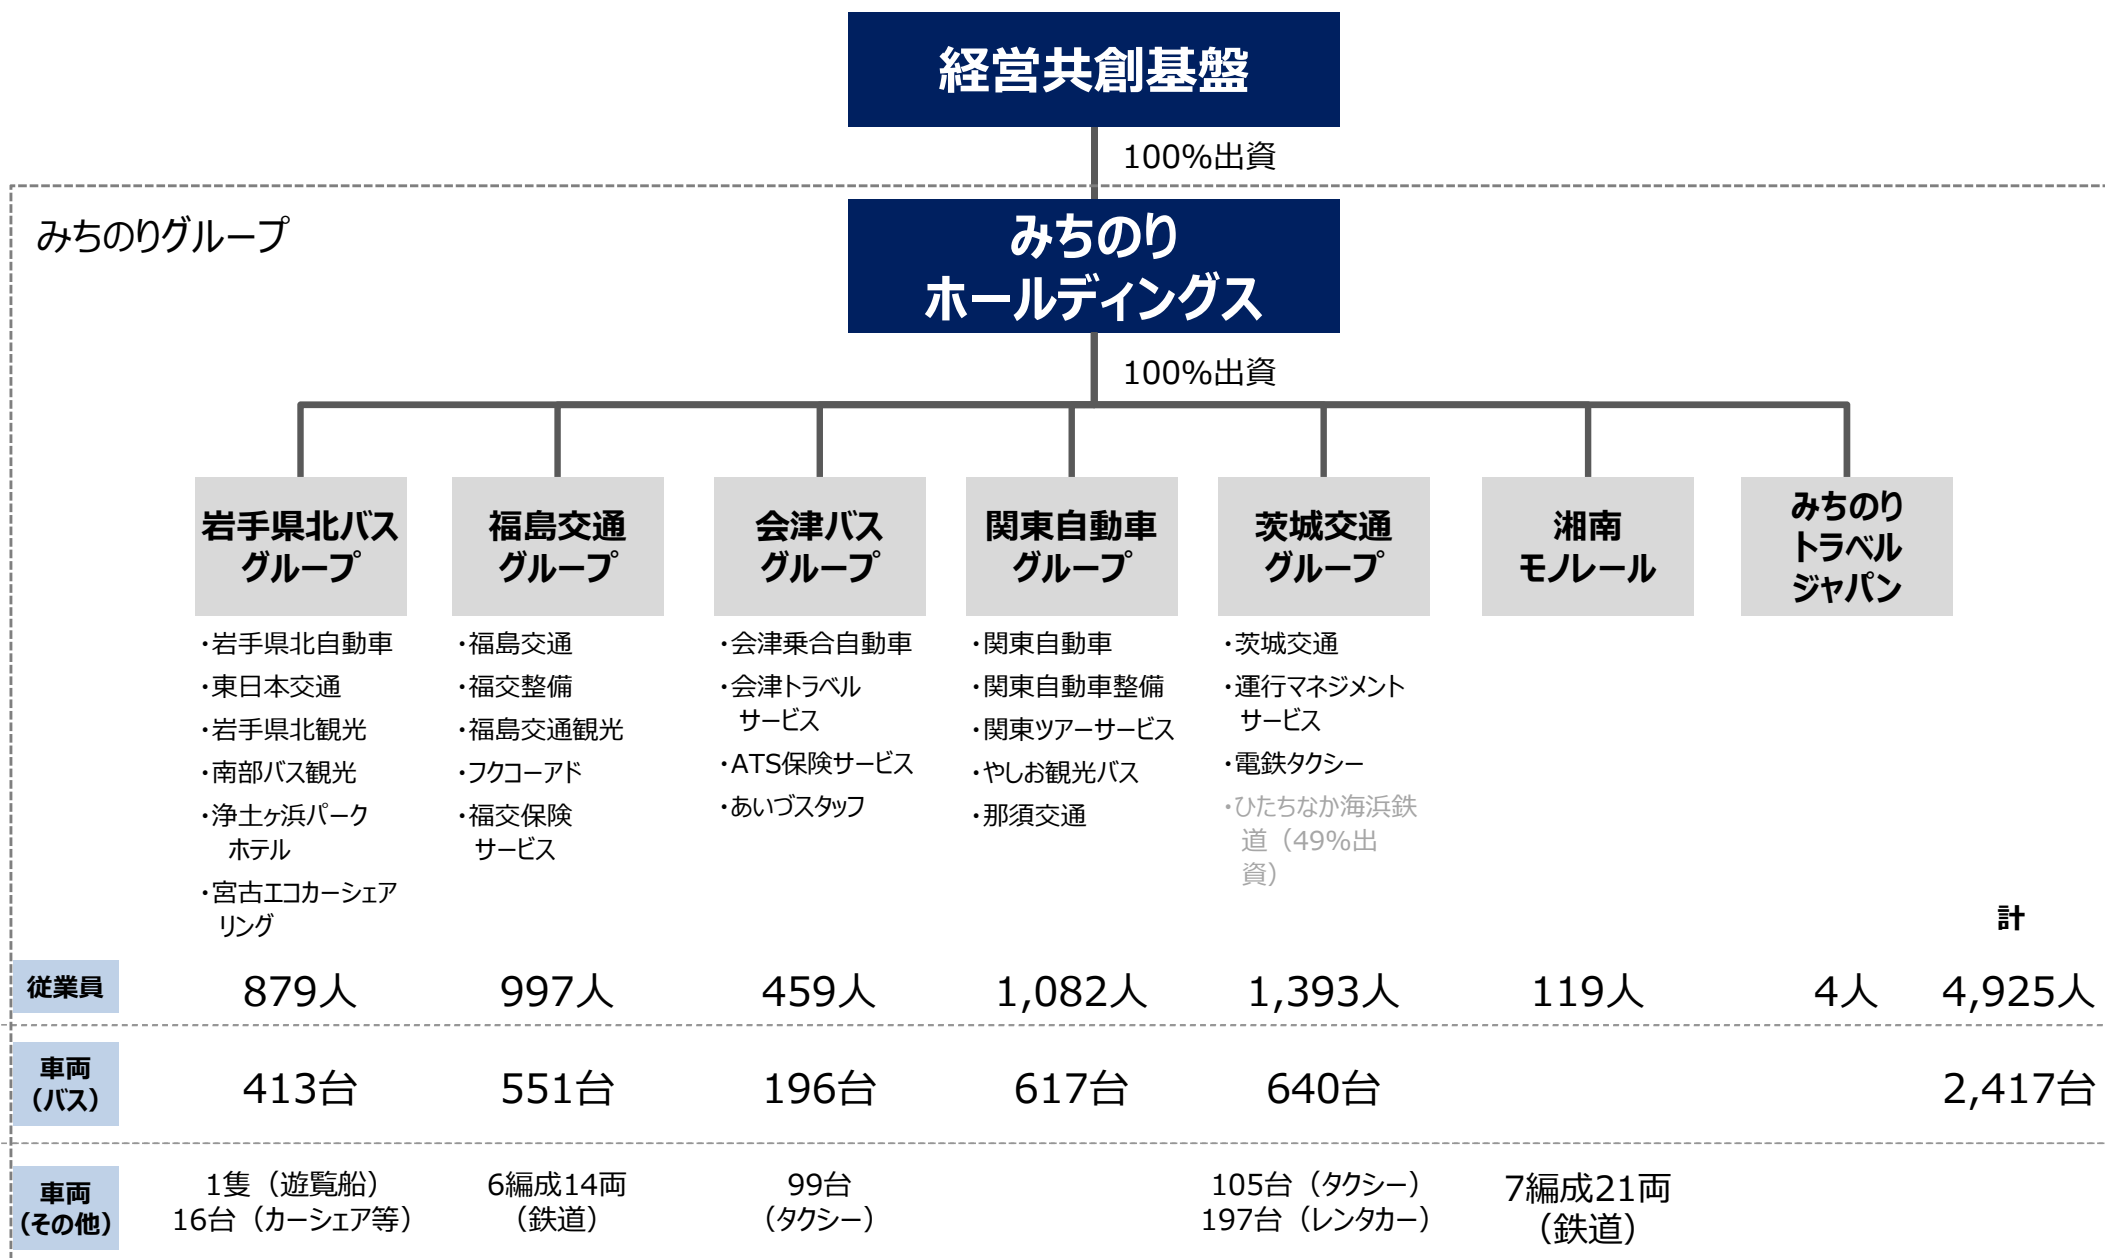 経営共創基盤
100%出資
みちのりグループ
みちのり
ホールディングス
100%出資
岩手県北バス
グループ
福島交通
グループ
会津バス
グループ
関東自動車
グループ
茨城交通
グループ
湘南
モノレール
みちのり
トラベル
ジャパン
・岩手県北自動車
・東日本交通
・岩手県北観光
・南部バス観光
・浄土ヶ浜パーク
ホテル
・宮古エコカーシェア
リング
・福島交通
・福交整備
・福島交通観光
・フクコーアド
・福交保険
サービス
・会津乗合自動車
・会津トラベル
サービス
・ATS保険サービス
・あいづスタッフ
・関東自動車
・関東自動車整備
・関東ツアーサービス
・やしお観光バス
・那須交通
・茨城交通
・運行マネジメント
サービス
・電鉄タクシー
・ひたちなか海浜鉄
道（49%出
資）
計
従業員 879人 997人 459人 1,082人 1,393人 119人 4人 4,925人
車両
（バス）
413台 551台 196台 617台 640台 2,417台
車両
（その他）
1隻（遊覧船）
16台（カーシェア等）
6編成14両
（鉄道）
99台
（タクシー）
105台（タクシー）
197台（レンタカー）
7編成21両
（鉄道）